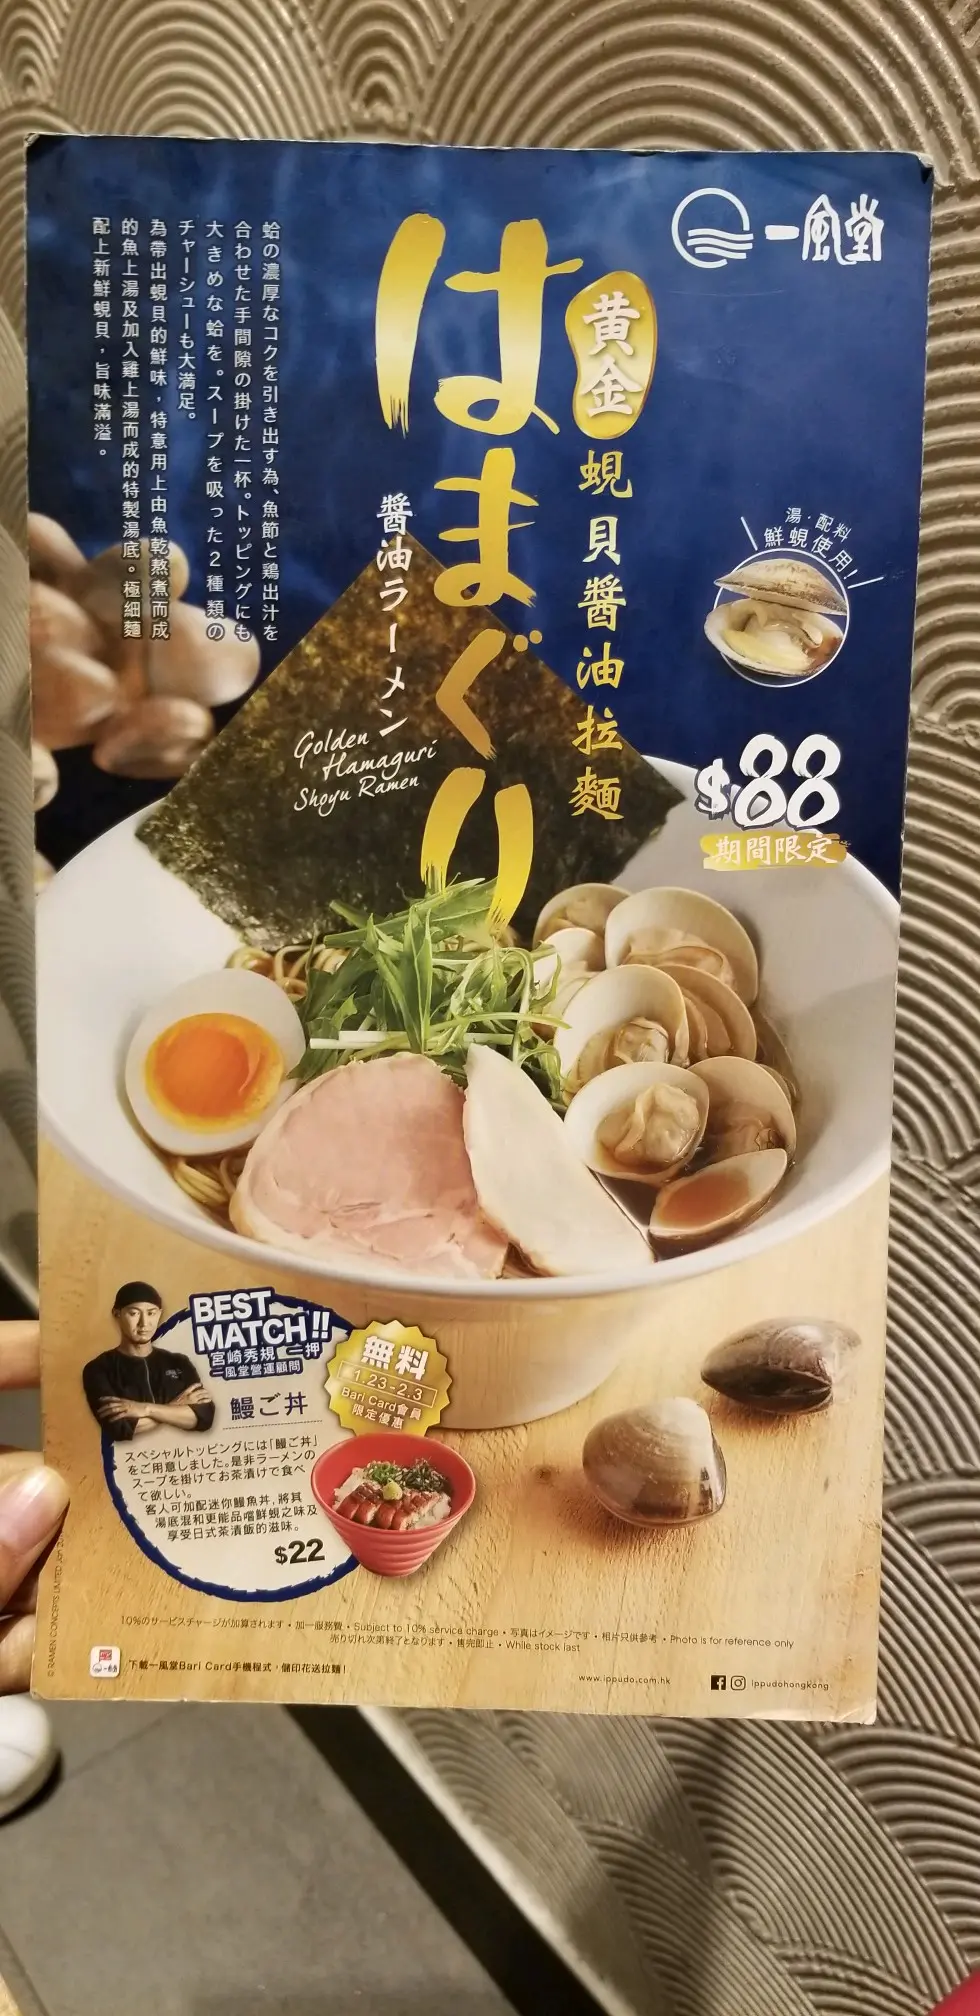 一風堂
黄金
はまぐり
醤油ラーメン
蜆貝醬油拉麵
Golden
Hamaguri
Shoyu Ramen
蛤の濃厚なコクを引き出す為、魚節と鶏出汁を
合わせた手間隙の掛けた一杯。トッピングにも
大きめな蛤を。スープを吸った2種類の
チャーシューも大満足。
為帶出蜆貝的鮮味，特意用上由魚乾熬煮而成
的魚上湯及加入雞上湯而成的特製湯底。極細麵
配上新鮮蜆貝，旨味滿溢。
湯·配料
鮮蜆使用!
$88
期間限定
BEST
MATCH!!
宮崎秀規 一押
一風堂營運顧問
鰻ご丼
無料
1.23-2.3
Bari Card會員
限定優惠
スペシャルトッピングには「鰻ご丼」
をご用意しました。是非ラーメンの
スープを掛けてお茶漬けで食べ
て欲しい。
客人可加配迷你鰻魚丼,將其
湯底混和更能品嚐鮮蜆之味及
享受日式茶漬飯的滋味。
$22
10%のサービスチャージが加算されます・加一服務費・Subject to 10% service charge・写真はイメージです・相片只供參考・Photo is for reference only
売り切れ次第終了となります・售完即止・While stock last
下載一風堂Bari Card手機程式，儲印花送拉麵！
www.ippudo.com.hk
ippudohongkong
© RAMEN CONCEPTS LIMITED